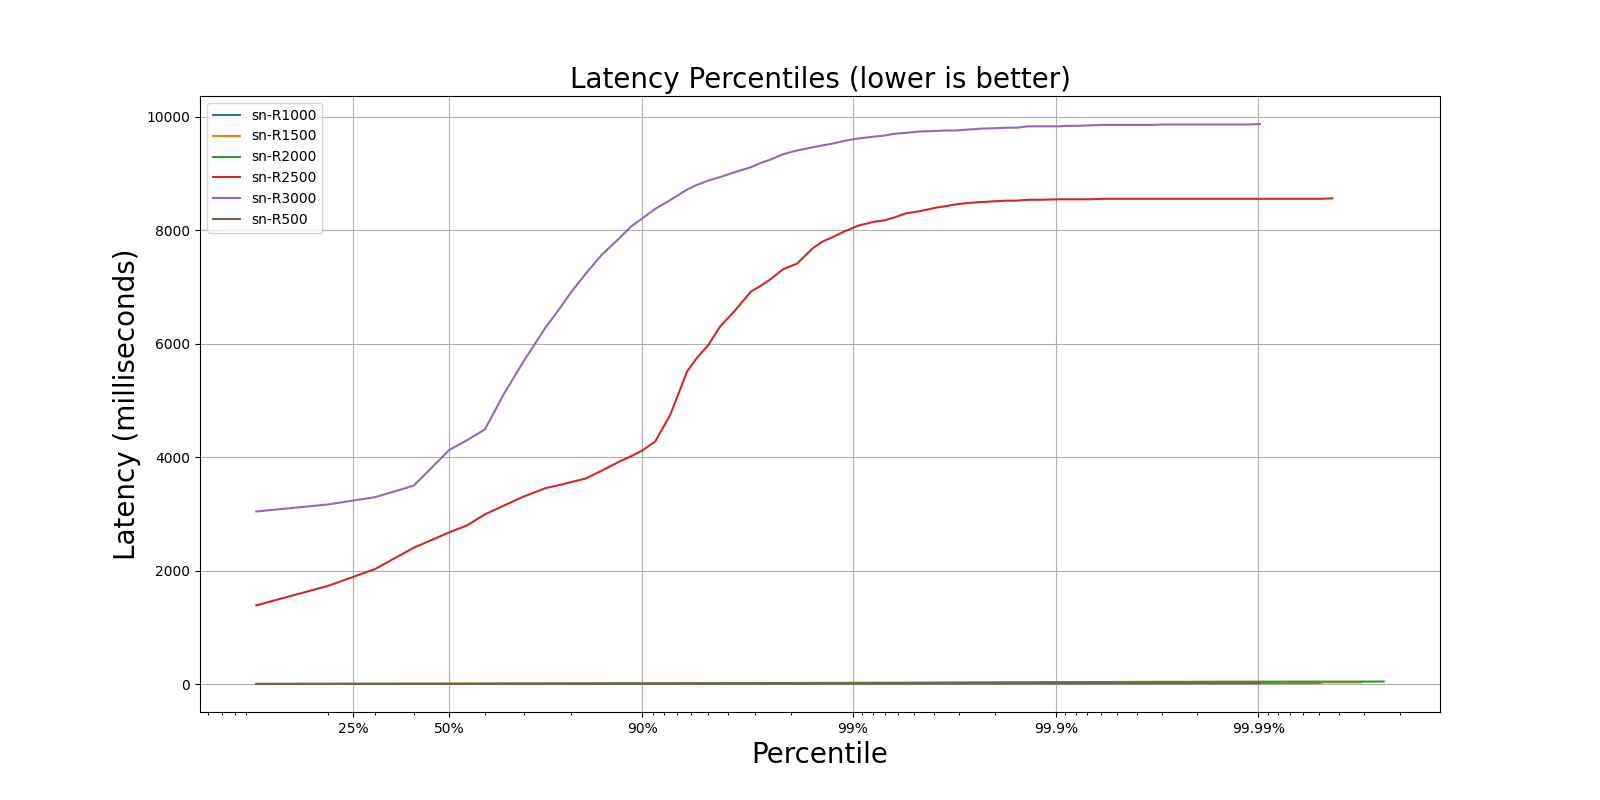 Latency Percentiles (lower is better)
10000
8000
6000
4000
2000
0
Latency (milliseconds)
sn-R1000
sn-R1500
sn-R2000
sn-R2500
sn-R3000
sn-R500
25% 50% 90% 99% 99.9% 99.99%
Percentile